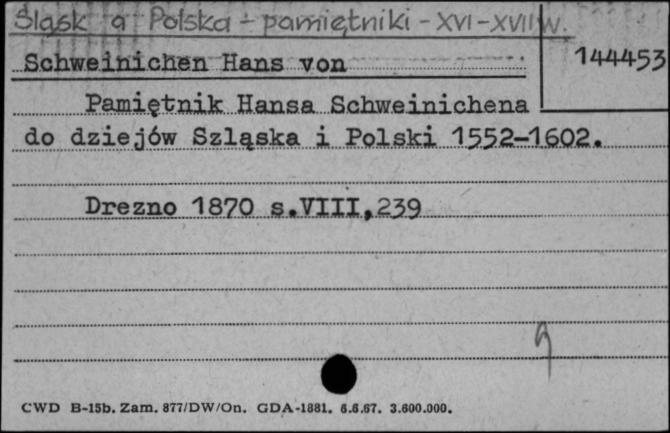 Śląsk a Polska - pamiętniki - XVI-XVII w.
144453
Schweinichen Hans von
Pamiętnik Hansa Schweinichena
do dziejów Szląska i Polski 1552-1602.
Drezno 1870 s.VIII,239
CWD B-15b. Zam. 877/DW/On. GDA-1881. 6.6.67. 3.600.000.